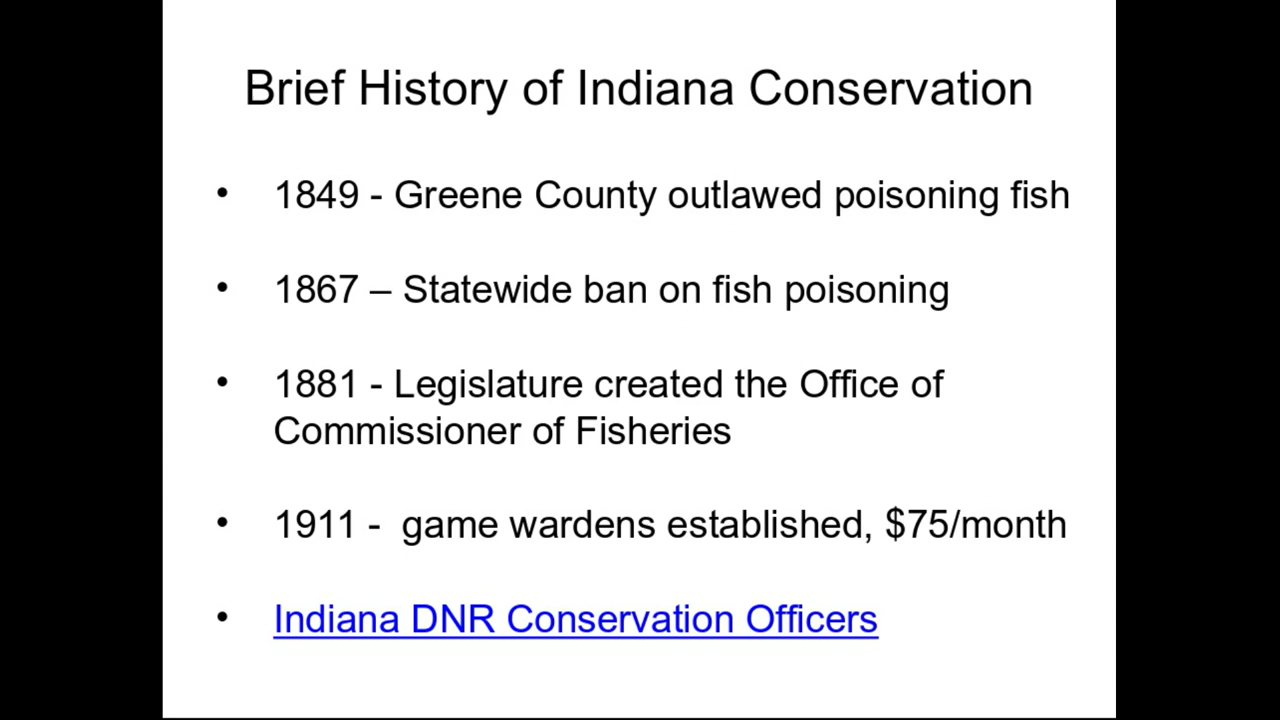 Brief History of Indiana Conservation
• 1849 - Greene County outlawed poisoning fish
• 1867 – Statewide ban on fish poisoning
• 1881 - Legislature created the Office of
Commissioner of Fisheries
• 1911 -  game wardens established, $75/month
• Indiana DNR Conservation Officers